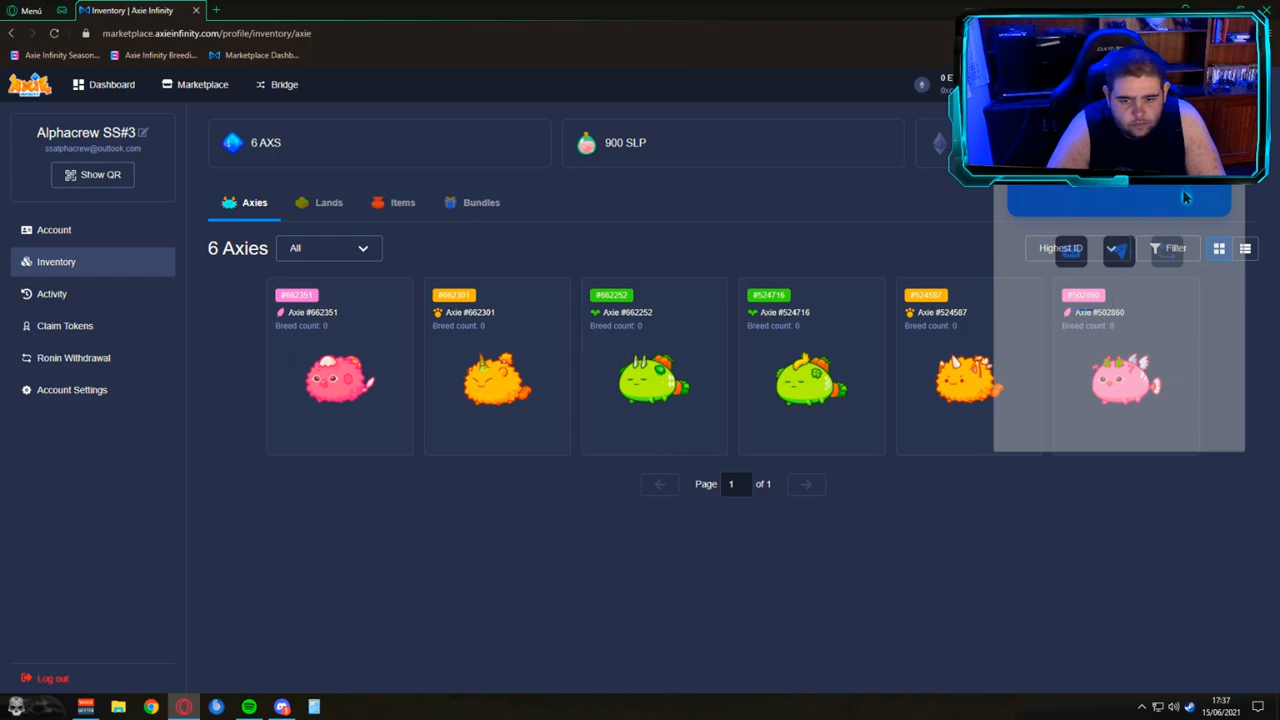 Menú
Inventory | Axie Infinity
marketplace.axieinfinity.com/profile/inventory/axie
Axie Infinity Season...
Axie Infinity Breedi...
Marketplace Dashb...
Dashboard
Marketplace
Bridge
Alphacrew SS#3
ssalphacrew@outlook.com
Show QR
6 AXS
900 SLP
Axies
Lands
Items
Bundles
Account
Inventory
Activity
Claim Tokens
Ronin Withdrawal
Account Settings
Log out
6 Axies
All
Highest ID
Filter
#662351
Axie #662351
Breed count: 0
#662301
Axie #662301
Breed count: 0
#662252
Axie #662252
Breed count: 0
#524716
Axie #524716
Breed count: 0
#524587
Axie #524587
Breed count: 0
#502860
Axie #502860
Breed count: 0
Page 1 of 1
17:37
15/06/2021